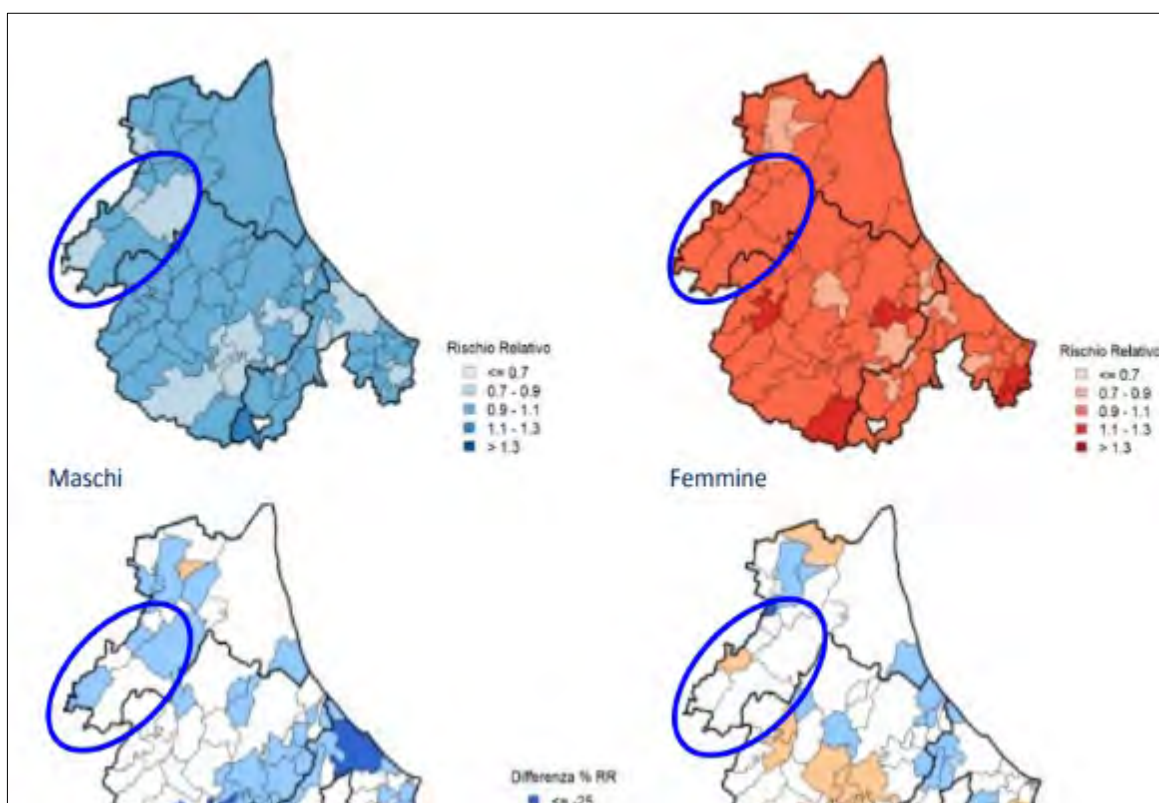 Rischio Relativo
<= 0.7
0.7 - 0.9
0.9 - 1.1
1.1 - 1.3
> 1.3
Maschi
Rischio Relativo
<= 0.7
0.7 - 0.9
0.9 - 1.1
1.1 - 1.3
> 1.3
Femmine
Differenza % RR
<= -25